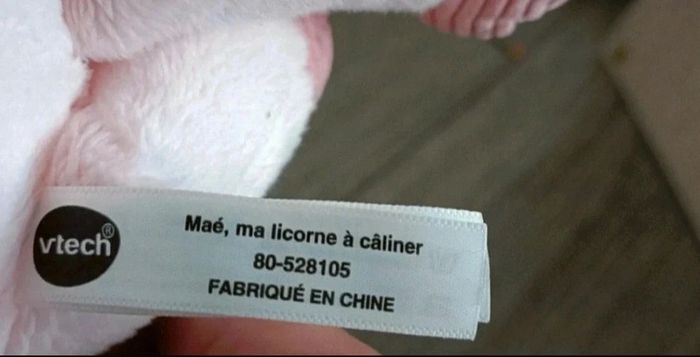 vtech®
Maé, ma licorne à câliner
80-528105
FABRIQUÉ EN CHINE